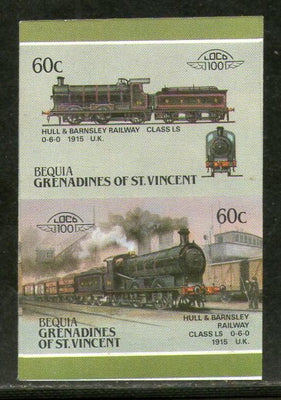 60c
LOCO
100
HULL & BARNSLEY RAILWAY CLASS LS
0-6-0 1915 U.K.
BEQUIA
GRENADINES OF ST. VINCENT
LOCO
100
60c
BEQUIA
GRENADINES
OF ST. VINCENT
HULL & BARNSLEY
RAILWAY
CLASS LS 0-6-0
1915 U.K.